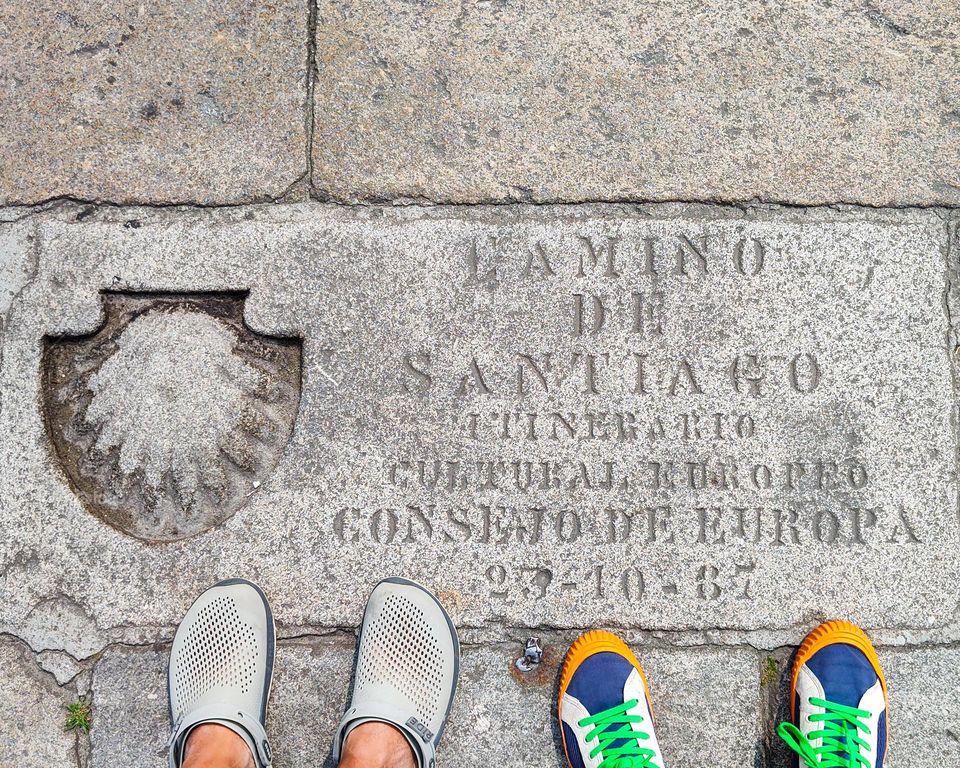 CAMINO
DE
SANTIAGO
ITINERARIO
CULTURAL EUROPEO
CONSEJO DE EUROPA
23-10-87